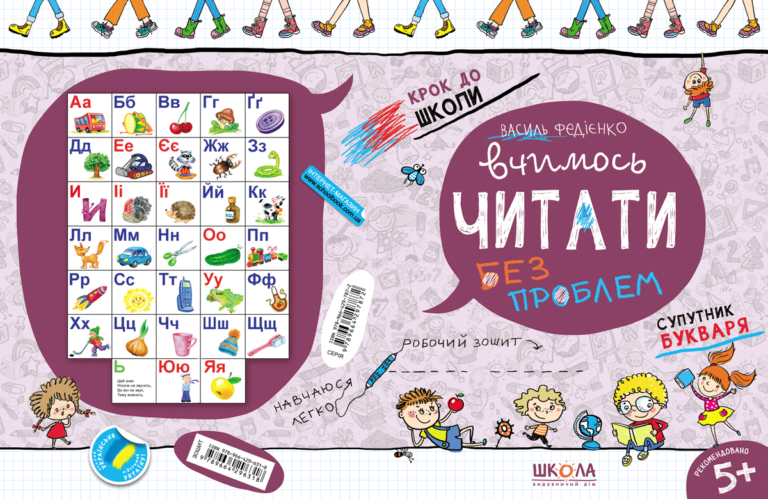 Аа
Бб
Вв
Гг
Ґґ
Дд
Ее
Єє
Жж
Зз
И
Іі
Її
Йй
Кк
Лл
Мм
Нн
Оо
Пп
Рр
Сс
Тт
Уу
Фф
Хх
Цц
Чч
Шш
Щщ
Ь
Цей знак
Ніколи не звучить,
Бо він не звук.
Тому мовчить.
Юю
Яя
ІНТЕРНЕТ-МАГАЗИН
www.schoolbook.com.ua
СЕРІЯ
НАВЧАЮСЯ
ЛЕГКО!
ЗОШИТ
КРОК ДО
ШКОЛИ
ВАСИЛЬ ФЕДІЄНКО
Вчимось
ЧИТАТИ
БЕЗ
ПРОБЛЕМ
СУПУТНИК
БУКВАРЯ
РОБОЧИЙ ЗОШИТ
ШКОЛА
видавничий дім
РЕКОМЕНДОВАНО
5+